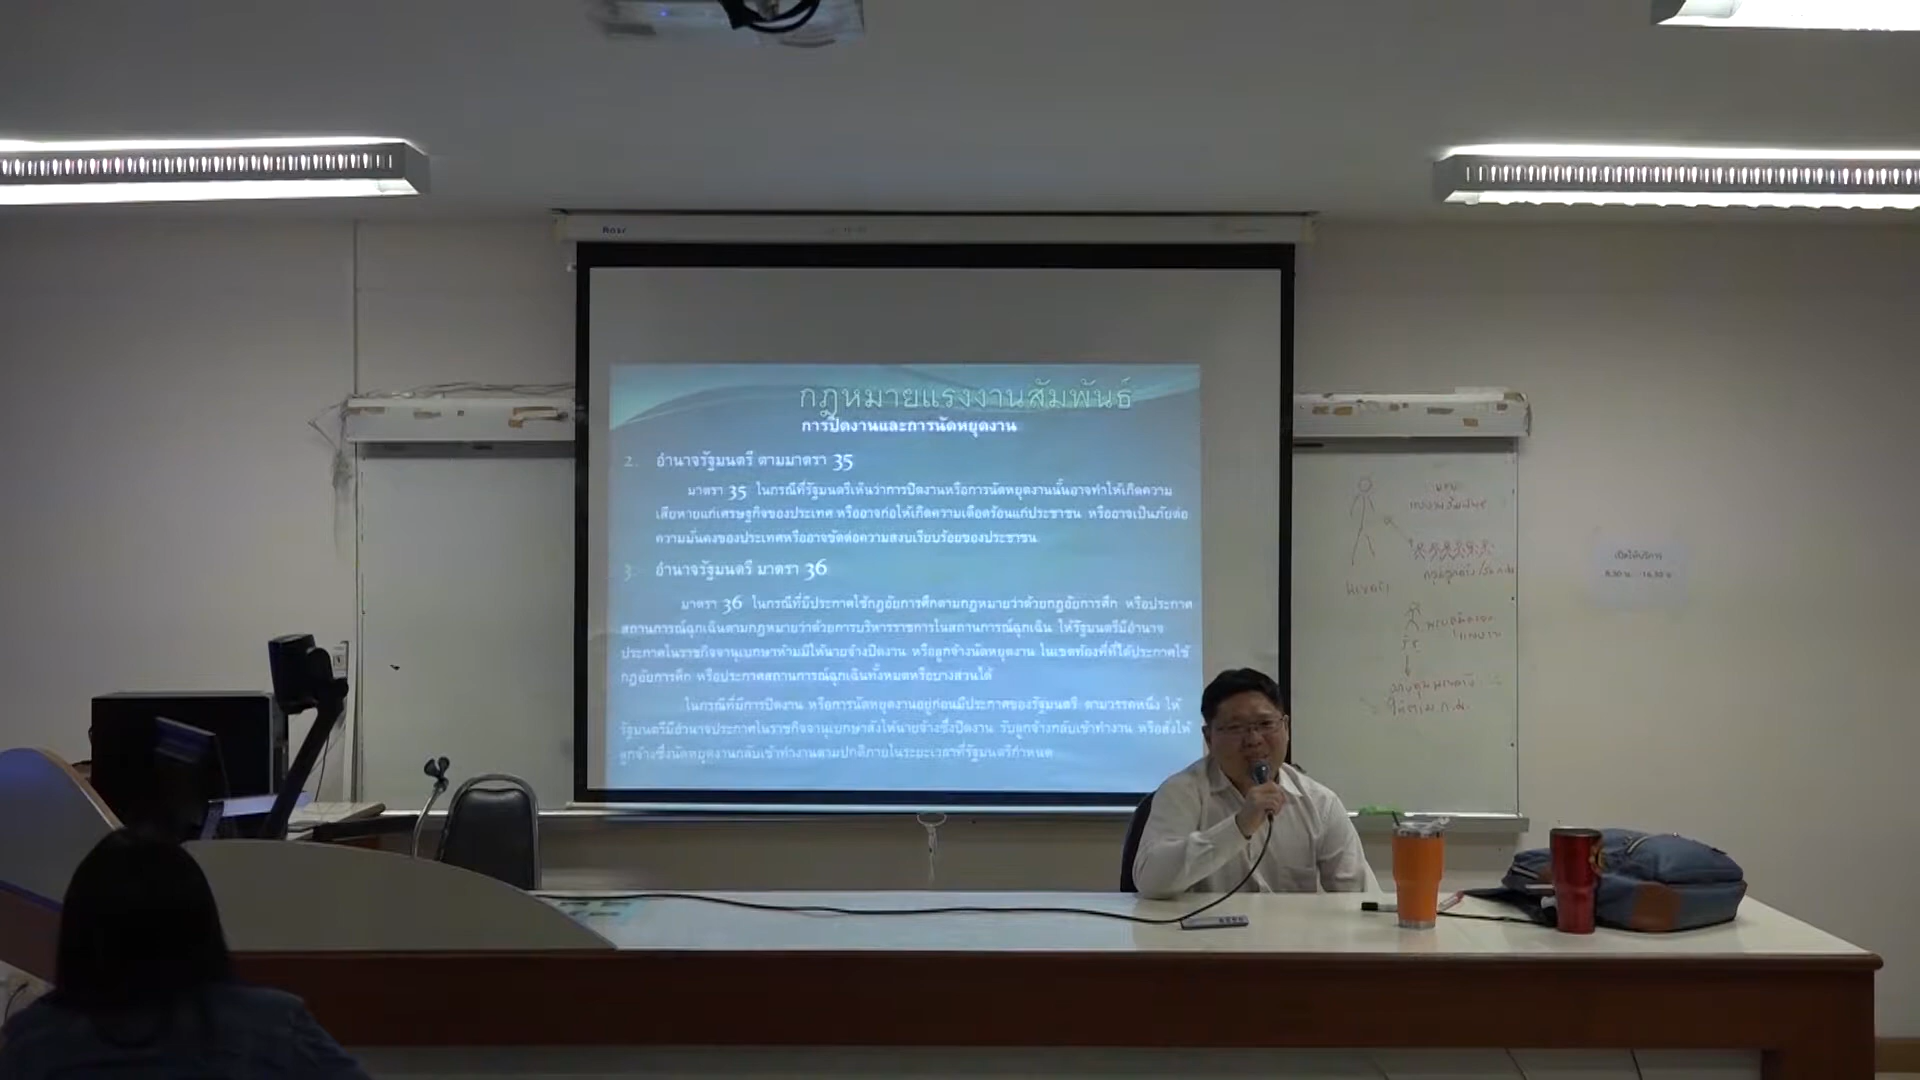 กฎหมายแรงงานสัมพันธ์
การปิดงานและการนัดหยุดงาน
2. อำนาจรัฐมนตรี ตามมาตรา 35
มาตรา 35 ในกรณีที่รัฐมนตรีเห็นว่าการปิดงานหรือการนัดหยุดงานนั้นอาจทำให้เกิดความ
เสียหายแก่เศรษฐกิจของประเทศ หรืออาจก่อให้เกิดความเดือดร้อนแก่ประชาชน หรืออาจเป็นภัยต่อ
ความมั่นคงของประเทศหรืออาจขัดต่อความสงบเรียบร้อยของประชาชน
3. อำนาจรัฐมนตรี มาตรา 36
มาตรา 36 ในกรณีที่มีประกาศใช้กฎอัยการศึกตามกฎหมายว่าด้วยกฎอัยการศึก หรือประกาศ
สถานการณ์ฉุกเฉินตามกฎหมายว่าด้วยการบริหารราชการในสถานการณ์ฉุกเฉิน ให้รัฐมนตรีมีอำนาจ
ประกาศในราชกิจจานุเบกษาห้ามมิให้นายจ้างปิดงาน หรือลูกจ้างนัดหยุดงาน ในเขตท้องที่ที่ได้ประกาศใช้
กฎอัยการศึก หรือประกาศสถานการณ์ฉุกเฉินทั้งหมดหรือบางส่วนได้
ในกรณีที่มีการปิดงาน หรือการนัดหยุดงานอยู่ก่อนมีประกาศของรัฐมนตรี ตามวรรคหนึ่ง ให้
รัฐมนตรีมีอำนาจประกาศในราชกิจจานุเบกษาสั่งให้นายจ้างซึ่งปิดงาน รับลูกจ้างกลับเข้าทำงาน หรือสั่งให้
ลูกจ้างซึ่งนัดหยุดงานกลับเข้าทำงานตามปกติภายในระยะเวลาที่รัฐมนตรีกำหนด
นายจ้าง
รัฐ
ให้ตาม ก.ม.
เปิดให้บริการ
8.30 น. - 16.30 น.